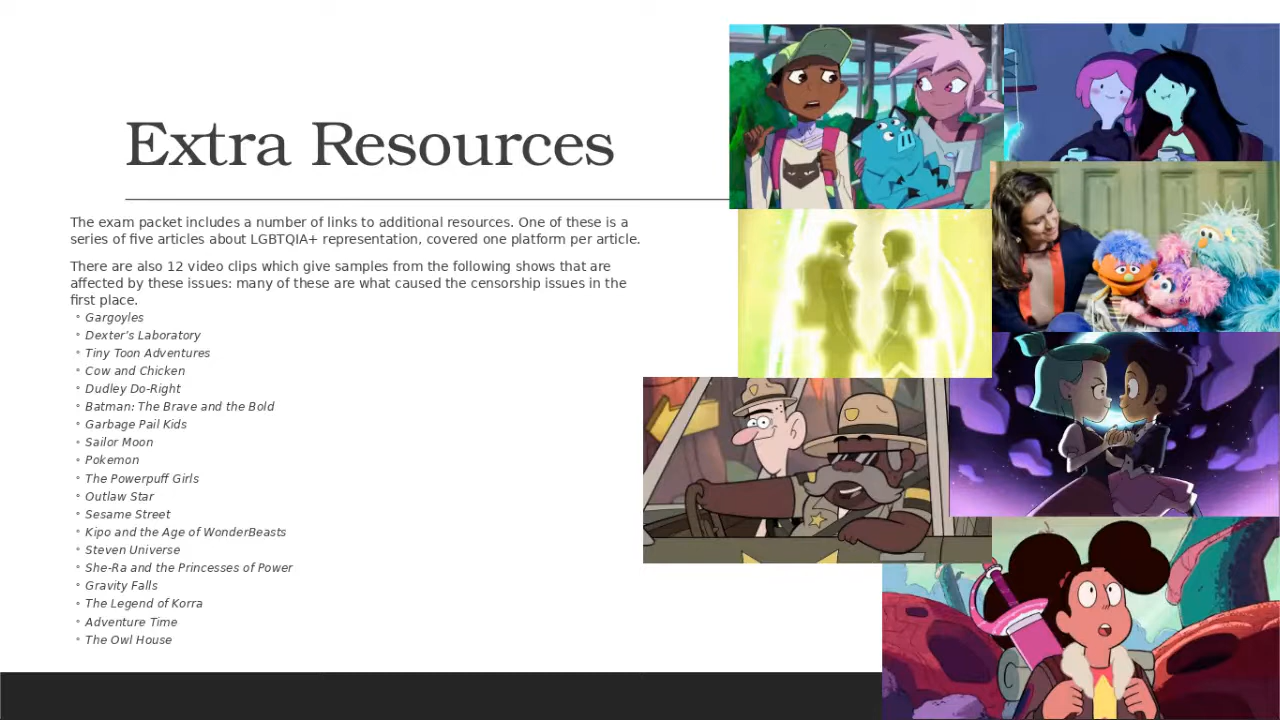 Extra Resources
The exam packet includes a number of links to additional resources. One of these is a
series of five articles about LGBTQIA+ representation, covered one platform per article.
There are also 12 video clips which give samples from the following shows that are
affected by these issues: many of these are what caused the censorship issues in the
first place.
◦ Gargoyles
◦ Dexter’s Laboratory
◦ Tiny Toon Adventures
◦ Cow and Chicken
◦ Dudley Do-Right
◦ Batman: The Brave and the Bold
◦ Garbage Pail Kids
◦ Sailor Moon
◦ Pokemon
◦ The Powerpuff Girls
◦ Outlaw Star
◦ Sesame Street
◦ Kipo and the Age of WonderBeasts
◦ Steven Universe
◦ She-Ra and the Princesses of Power
◦ Gravity Falls
◦ The Legend of Korra
◦ Adventure Time
◦ The Owl House